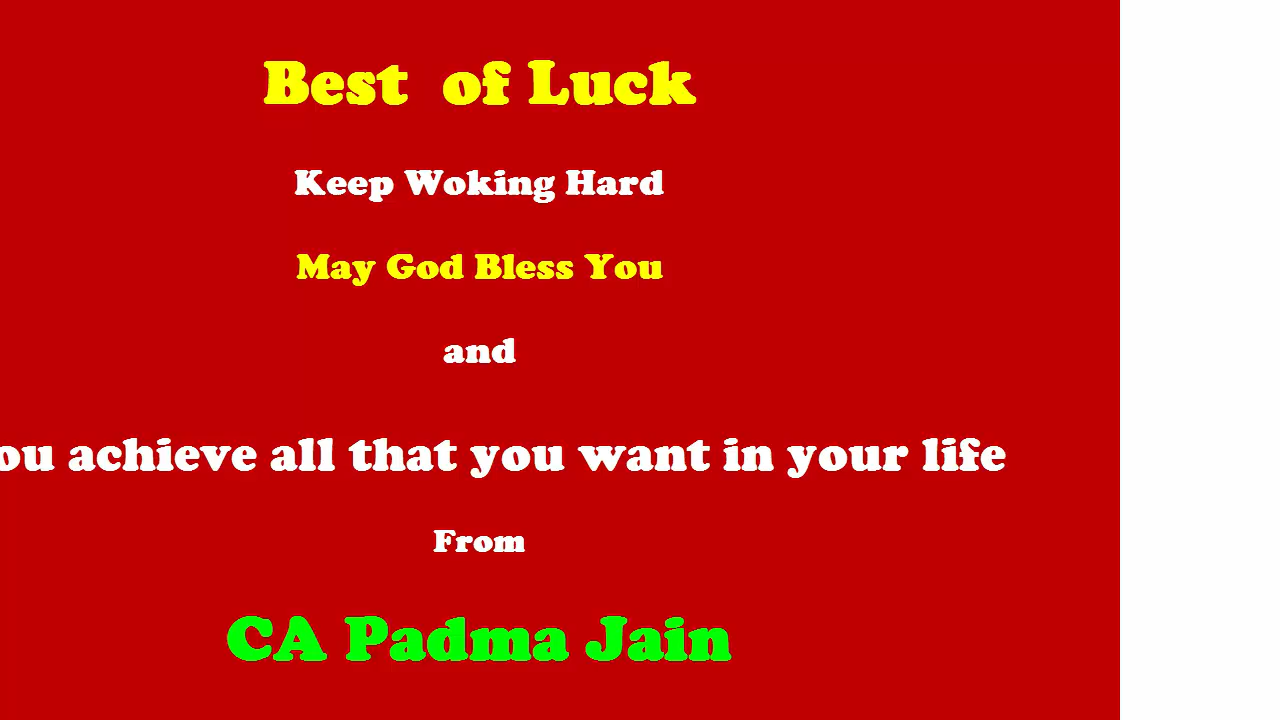 Best of Luck
Keep Woking Hard
May God Bless You
and
ou achieve all that you want in your life
From
CA Padma Jain